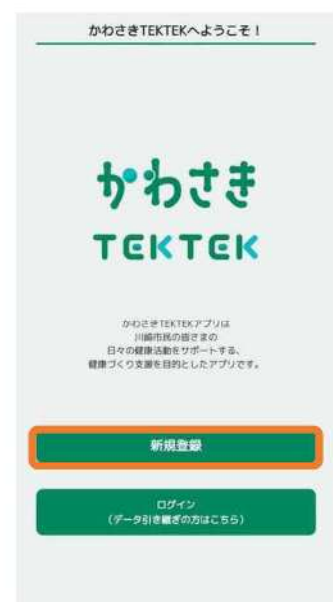 かわさきTEKTEKへようこそ！
かわさき
TEKTEK
かわさきTEKTEKアプリは
川崎市民の皆さまの
日々の健康活動をサポートする、
健康づくり支援を目的としたアプリです。
新規登録
ログイン
（データ引き継ぎの方はこちら）